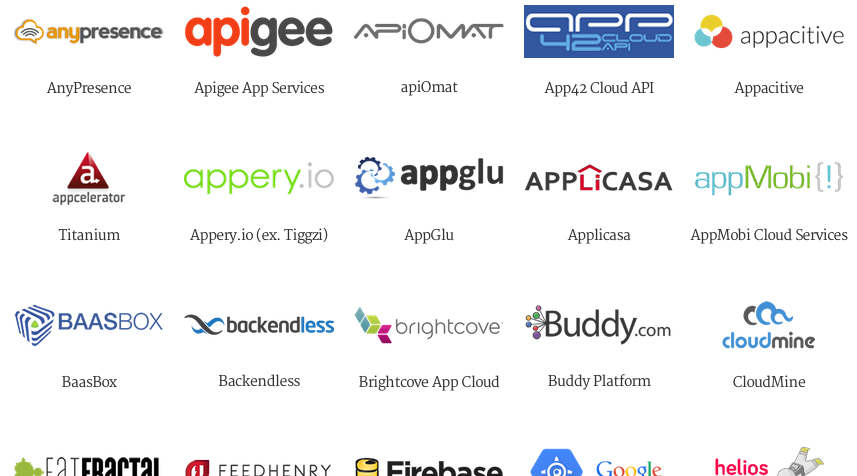 anypresence apigee APIOMAT APP 42 CLOUD API appacitive
AnyPresence Apigee App Services apiOmat App42 Cloud API Appacitive
a. appcelerator appery.io appglu APPLiCASA appMobi{!}
Titanium Appery.io (ex. Tiggzi) AppGlu Applicasa AppMobi Cloud Services
BAASBOX backendless brightcove Buddy.com cloudmine
BaasBox Backendless Brightcove App Cloud Buddy Platform CloudMine
FATFRACTAL FEEDHENRY Firebase Google helios